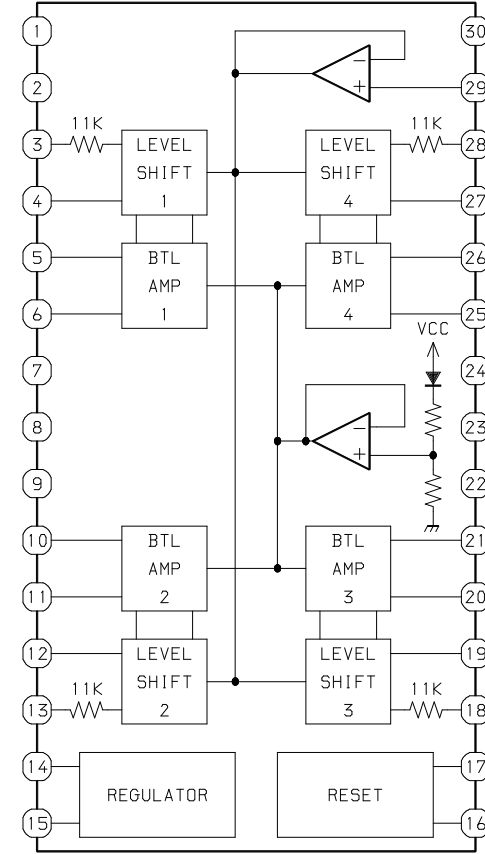 1
30
2
29
−
+
3
11K
LEVEL
SHIFT
1
LEVEL
SHIFT
4
11K
28
4
27
5
BTL
AMP
1
BTL
AMP
4
26
6
25
VCC
7
24
8
−
+
23
9
22
10
BTL
AMP
2
BTL
AMP
3
21
11
20
12
LEVEL
SHIFT
2
LEVEL
SHIFT
3
19
13
11K
11K
18
14
REGULATOR
RESET
17
15
16